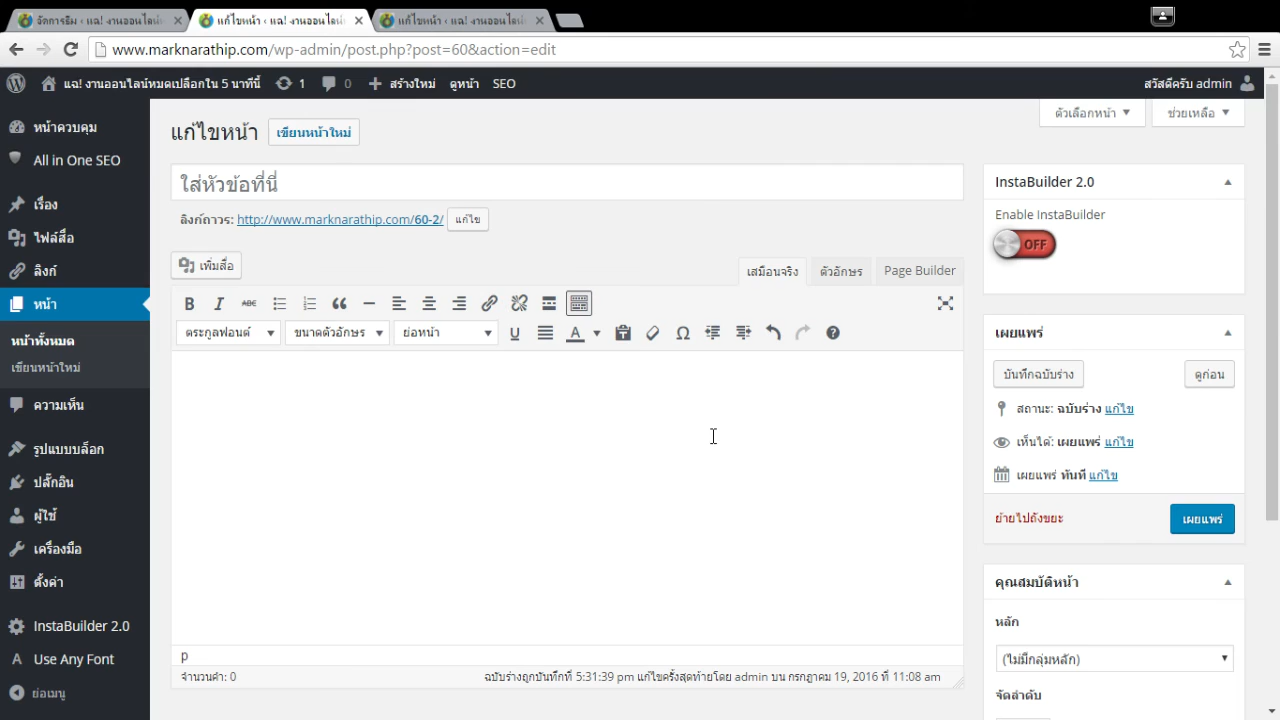 จัดการธีม ‹ แฉ! งานออนไลน์
แก้ไขหน้า ‹ แฉ! งานออนไลน์
แก้ไขหน้า ‹ แฉ! งานออนไลน์
www.marknarathip.com/wp-admin/post.php?post=60&action=edit
แฉ! งานออนไลน์หมดเปลือกใน 5 นาทีนี้ 1 0 สร้างใหม่ ดูหน้า SEO สวัสดีครับ admin
ตัวเลือกหน้า ช่วยเหลือ
แก้ไขหน้า เขียนหน้าใหม่
หน้าควบคุม
All in One SEO
เรื่อง
ไฟล์สื่อ
ลิงก์
หน้า
หน้าทั้งหมด
เขียนหน้าใหม่
ความเห็น
รูปแบบบล็อก
ปลั๊กอิน
ผู้ใช้
เครื่องมือ
ตั้งค่า
InstaBuilder 2.0
Use Any Font
ย่อเมนู
ใส่หัวข้อที่นี่
ลิงก์ถาวร: http://www.marknarathip.com/60-2/ แก้ไข
เพิ่มสื่อ
เสมือนจริง ตัวอักษร Page Builder
B I ABC
ตระกูลฟอนต์ ขนาดตัวอักษร ย่อหน้า U A Ω
p
จำนวนคำ: 0 ฉบับร่างถูกบันทึกที่ 5:31:39 pm แก้ไขครั้งสุดท้ายโดย admin บน กรกฎาคม 19, 2016 ที่ 11:08 am
InstaBuilder 2.0
Enable InstaBuilder
OFF
เผยแพร่
บันทึกฉบับร่าง ดูก่อน
สถานะ: ฉบับร่าง แก้ไข
เห็นได้: เผยแพร่ แก้ไข
เผยแพร่ ทันที แก้ไข
ย้ายไปถังขยะ เผยแพร่
คุณสมบัติหน้า
หลัก
(ไม่มีกลุ่มหลัก)
จัดลำดับ